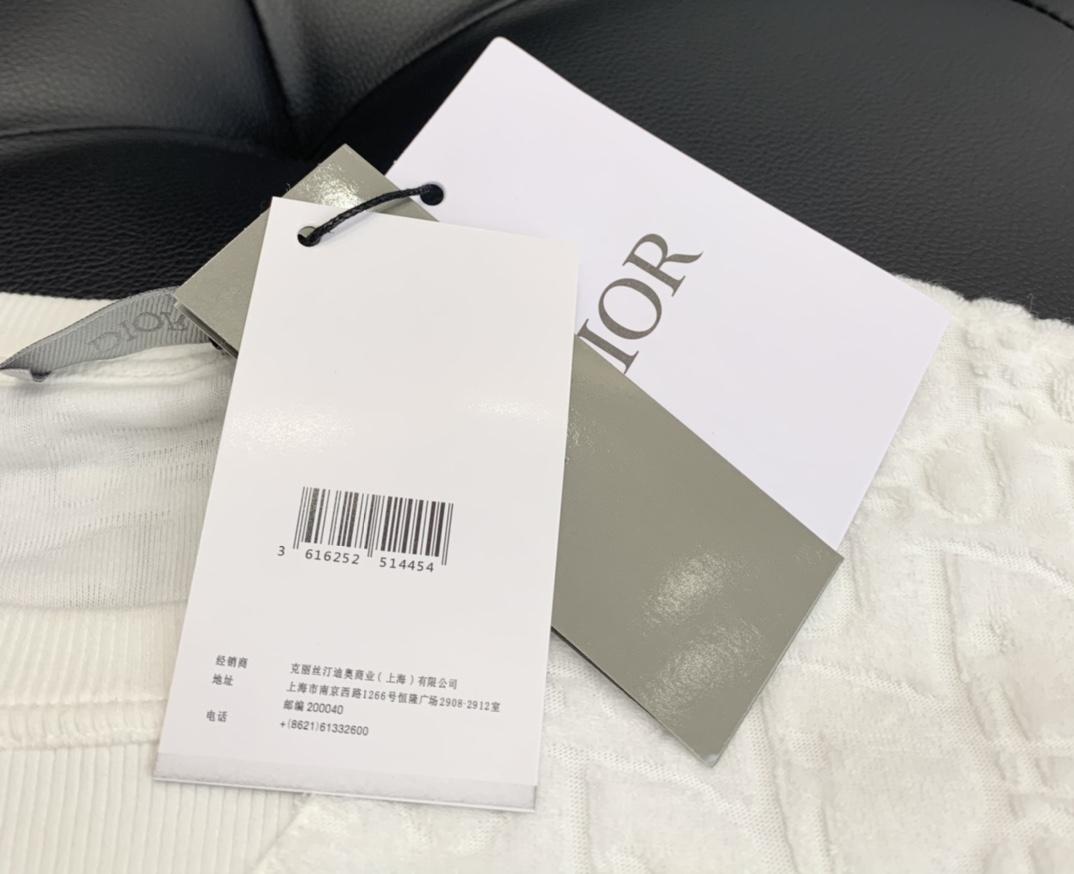 DIOR
IOR
3 616252 514454
经销商 克丽丝汀迪奥商业（上海）有限公司
地址 上海市南京西路1266号恒隆广场2908-2912室
邮编 200040
电话 +(8621)61332600